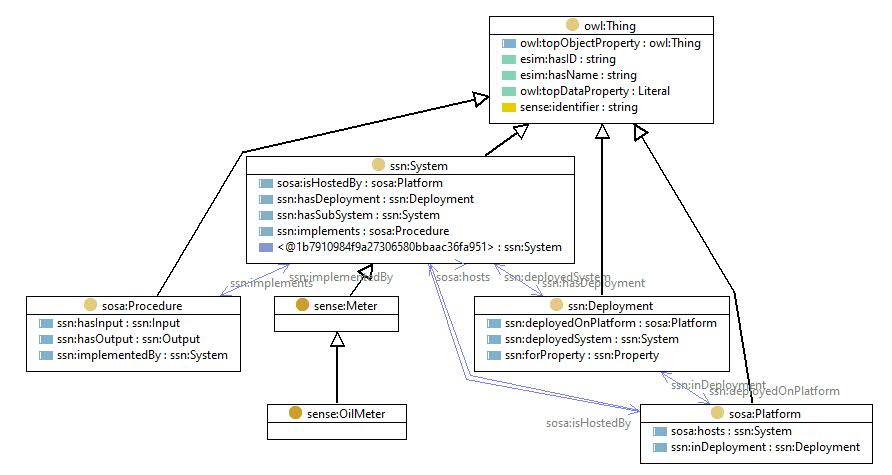 owl:Thing
owl:topObjectProperty : owl:Thing
esim:hasID : string
esim:hasName : string
owl:topDataProperty : Literal
sense:identifier : string
ssn:System
sosa:isHostedBy : sosa:Platform
ssn:hasDeployment : ssn:Deployment
ssn:hasSubSystem : ssn:System
ssn:implements : sosa:Procedure
<@1b7910984f9a27306580bbaac36fa951> : ssn:System
ssn:implements
ssn:implementedBy
sosa:hosts
ssn:deployedSystem
ssn:hasDeployment
sosa:Procedure
ssn:hasInput : ssn:Input
ssn:hasOutput : ssn:Output
ssn:implementedBy : ssn:System
sense:Meter
ssn:Deployment
ssn:deployedOnPlatform : sosa:Platform
ssn:deployedSystem : ssn:System
ssn:forProperty : ssn:Property
ssn:inDeployment
ssn:deployedOnPlatform
sense:OilMeter
sosa:isHostedBy
sosa:Platform
sosa:hosts : ssn:System
ssn:inDeployment : ssn:Deployment